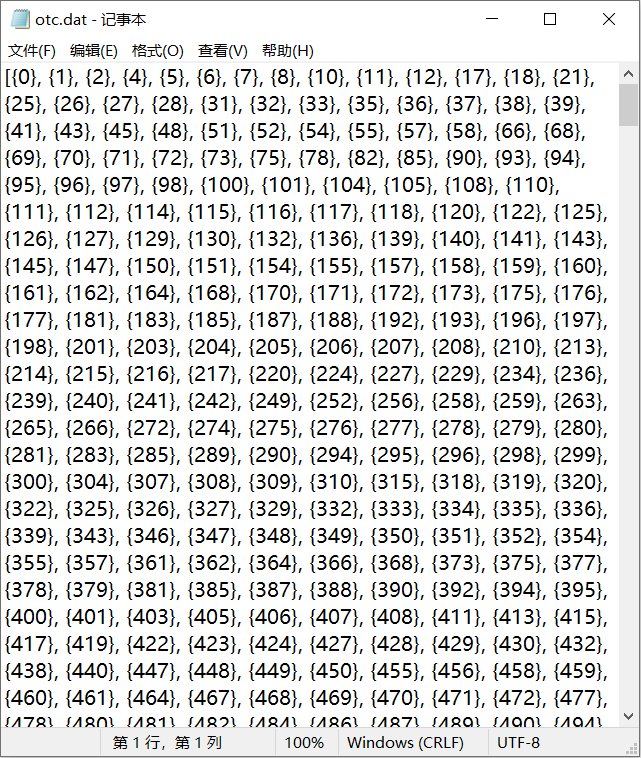 otc.dat - 记事本
文件(F) 编辑(E) 格式(O) 查看(V) 帮助(H)
[{0}, {1}, {2}, {4}, {5}, {6}, {7}, {8}, {10}, {11}, {12}, {17}, {18}, {21},
{25}, {26}, {27}, {28}, {31}, {32}, {33}, {35}, {36}, {37}, {38}, {39},
{41}, {43}, {45}, {48}, {51}, {52}, {54}, {55}, {57}, {58}, {66}, {68},
{69}, {70}, {71}, {72}, {73}, {75}, {78}, {82}, {85}, {90}, {93}, {94},
{95}, {96}, {97}, {98}, {100}, {101}, {104}, {105}, {108}, {110},
{111}, {112}, {114}, {115}, {116}, {117}, {118}, {120}, {122}, {125},
{126}, {127}, {129}, {130}, {132}, {136}, {139}, {140}, {141}, {143},
{145}, {147}, {150}, {151}, {154}, {155}, {157}, {158}, {159}, {160},
{161}, {162}, {164}, {168}, {170}, {171}, {172}, {173}, {175}, {176},
{177}, {181}, {183}, {185}, {187}, {188}, {192}, {193}, {196}, {197},
{198}, {201}, {203}, {204}, {205}, {206}, {207}, {208}, {210}, {213},
{214}, {215}, {216}, {217}, {220}, {224}, {227}, {229}, {234}, {236},
{239}, {240}, {241}, {242}, {249}, {252}, {256}, {258}, {259}, {263},
{265}, {266}, {272}, {274}, {275}, {276}, {277}, {278}, {279}, {280},
{281}, {283}, {285}, {289}, {290}, {294}, {295}, {296}, {298}, {299},
{300}, {304}, {307}, {308}, {309}, {310}, {315}, {318}, {319}, {320},
{322}, {325}, {326}, {327}, {329}, {332}, {333}, {334}, {335}, {336},
{339}, {343}, {346}, {347}, {348}, {349}, {350}, {351}, {352}, {354},
{355}, {357}, {361}, {362}, {364}, {366}, {368}, {373}, {375}, {377},
{378}, {379}, {381}, {385}, {387}, {388}, {390}, {392}, {394}, {395},
{400}, {401}, {403}, {405}, {406}, {407}, {408}, {411}, {413}, {415},
{417}, {419}, {422}, {423}, {424}, {427}, {428}, {429}, {430}, {432},
{438}, {440}, {447}, {448}, {449}, {450}, {455}, {456}, {458}, {459},
{460}, {461}, {464}, {467}, {468}, {469}, {470}, {471}, {472}, {477},
{478}, {480}, {481}, {482}, {484}, {486}, {487}, {489}, {490}, {494},
第 1 行，第 1 列 100% Windows (CRLF) UTF-8